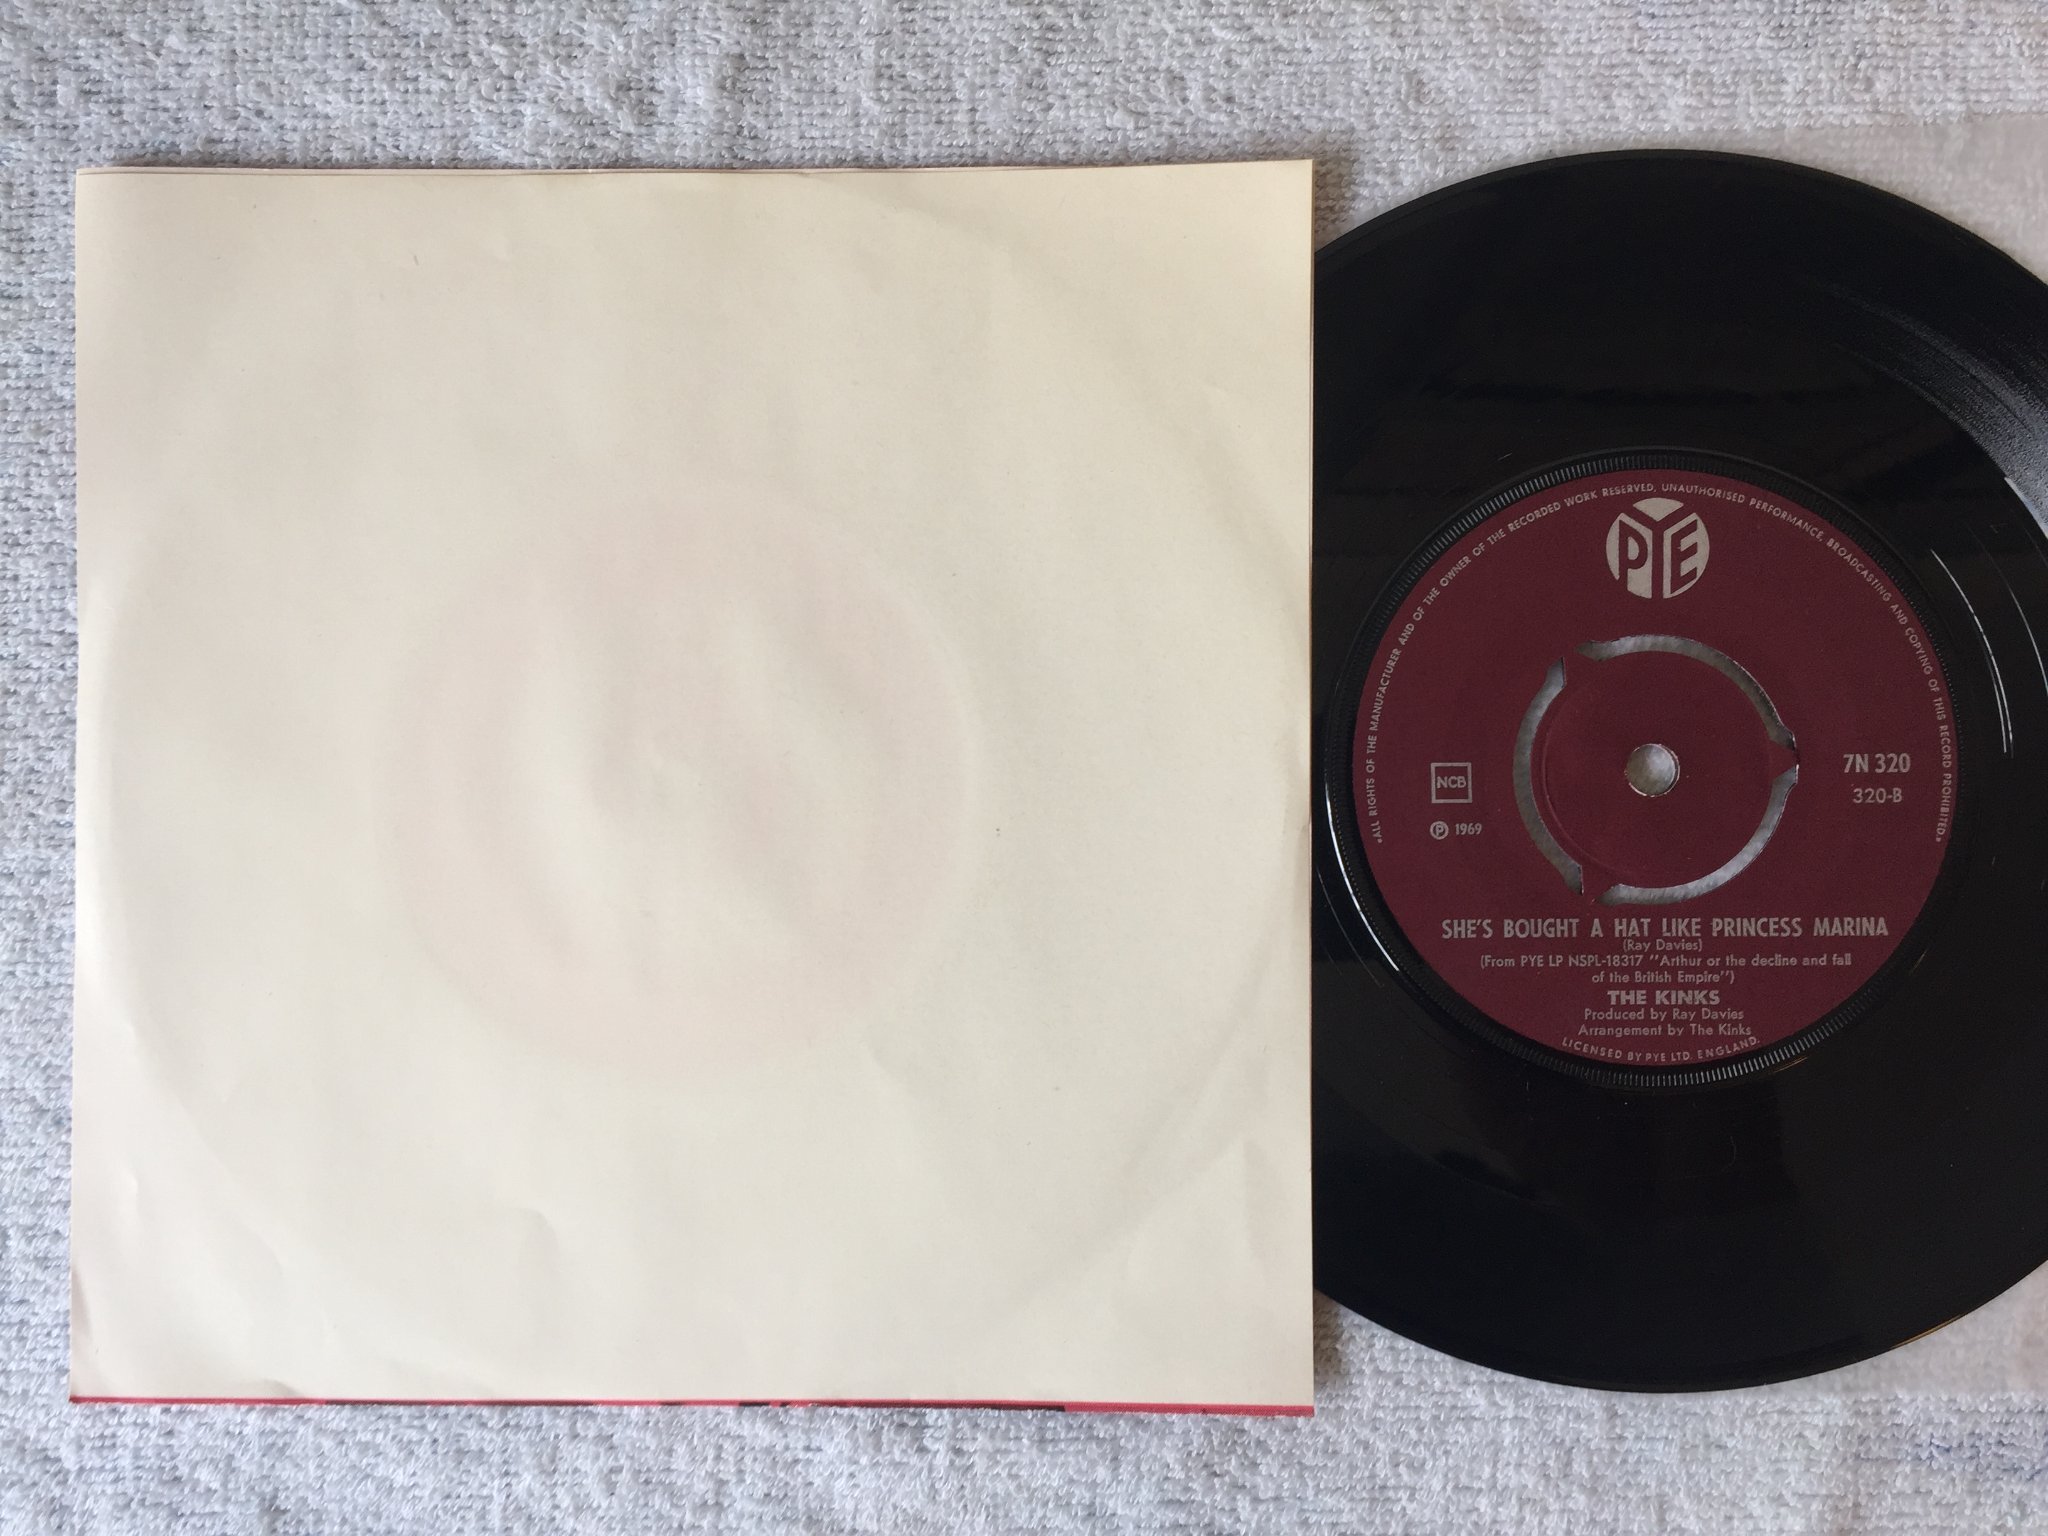 "ALL RIGHTS OF THE MANUFACTURER AND OF THE OWNER OF THE RECORDED WORK RESERVED, UNAUTHORISED PERFORMANCE, BROADCASTING AND COPYING OF THIS RECORD PROHIBITED."
PYE
7N 320
NCB
320-B
℗ 1969
SHE'S BOUGHT A HAT LIKE PRINCESS MARINA
(Ray Davies)
(From PYE LP NSPL-18317 "Arthur or the decline and fall
of the British Empire")
THE KINKS
Produced by Ray Davies
Arrangement by The Kinks
LICENSED BY PYE LTD. ENGLAND.